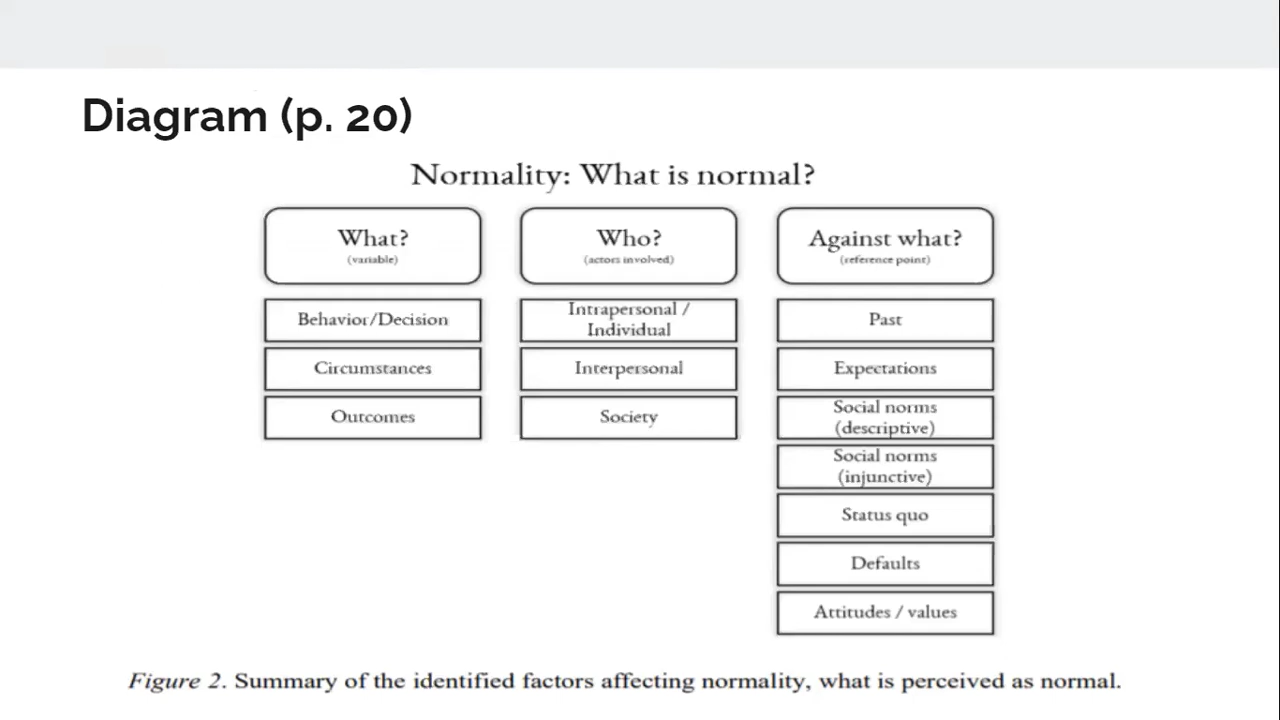 Diagram (p. 20)
Normality: What is normal?
What?
(variable)
Behavior/Decision
Circumstances
Outcomes
Who?
(actors involved)
Intrapersonal /
Individual
Interpersonal
Society
Against what?
(reference point)
Past
Expectations
Social norms
(descriptive)
Social norms
(injunctive)
Status quo
Defaults
Attitudes / values
Figure 2. Summary of the identified factors affecting normality, what is perceived as normal.